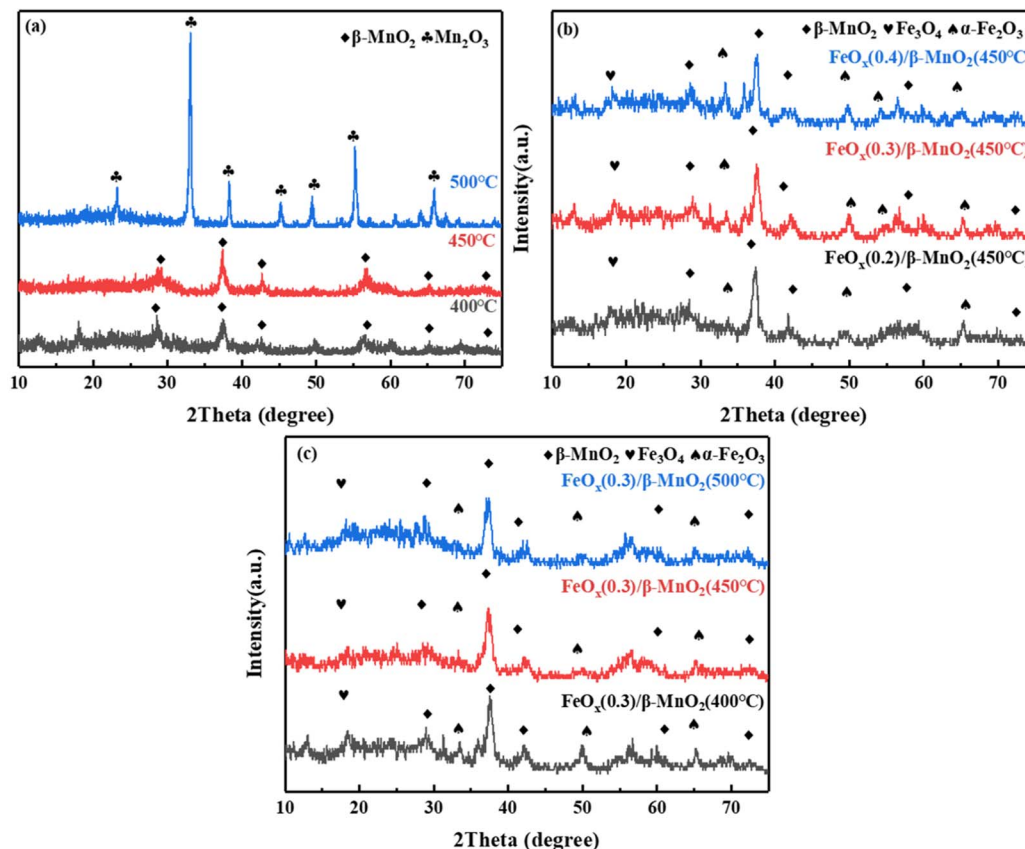 (a)
♦ β-MnO₂ ♣ Mn₂O₃
500°C
450°C
400°C
10 20 30 40 50 60 70
2Theta (degree)
(b)
♦ β-MnO₂ ♥ Fe₃O₄ ♠ α-Fe₂O₃
FeOₓ(0.4)/β-MnO₂(450°C)
FeOₓ(0.3)/β-MnO₂(450°C)
FeOₓ(0.2)/β-MnO₂(450°C)
Intensity(a.u.)
10 20 30 40 50 60 70
2Theta (degree)
(c)
♦ β-MnO₂ ♥ Fe₃O₄ ♠ α-Fe₂O₃
FeOₓ(0.3)/β-MnO₂(500°C)
FeOₓ(0.3)/β-MnO₂(450°C)
FeOₓ(0.3)/β-MnO₂(400°C)
Intensity(a.u.)
10 20 30 40 50 60 70
2Theta (degree)